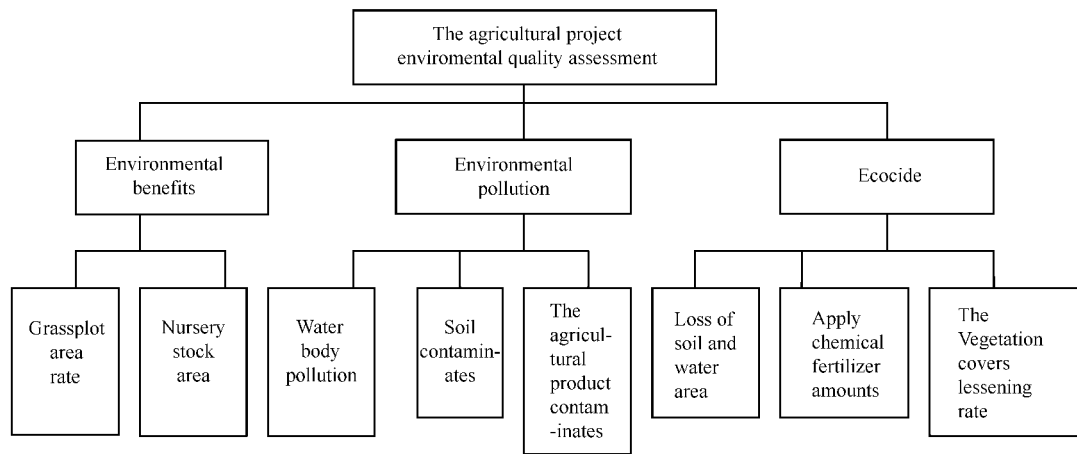 The agricultural project
enviromental quality assessment
Environmental
benefits
Environmental
pollution
Ecocide
Grassplot
area
rate
Nursery
stock
area
Water
body
pollution
Soil
contamin-
ates
The
agricul-
tural
product
contam
-inates
Loss of
soil and
water
area
Apply
chemical
fertilizer
amounts
The
Vegetation
covers
lessening
rate